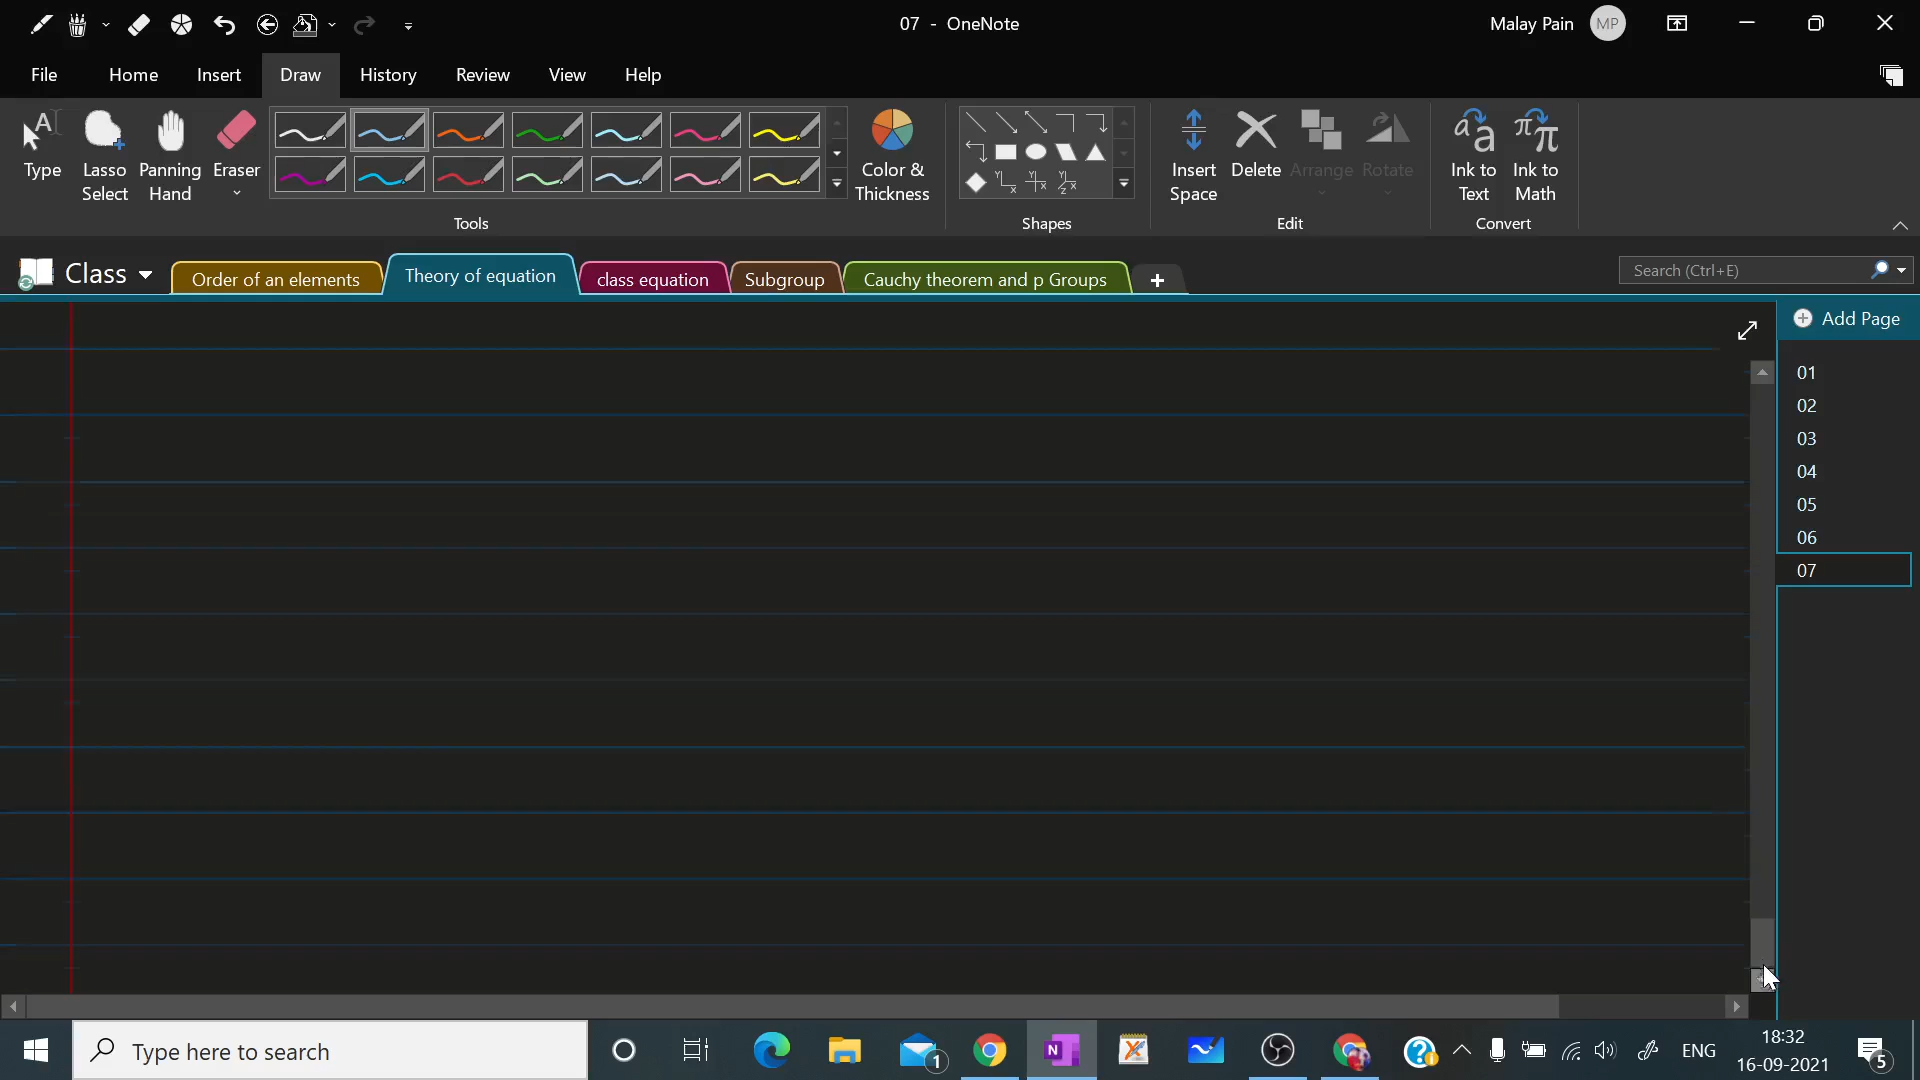 07 - OneNote
Malay Pain
MP
File
Home
Insert
Draw
History
Review
View
Help
Type
Lasso
Select
Panning
Hand
Eraser
Color &
Thickness
Insert
Space
Delete
Arrange
Rotate
Ink to
Text
Ink to
Math
Tools
Shapes
Edit
Convert
Class
Order of an elements
Theory of equation
class equation
Subgroup
Cauchy theorem and p Groups
Search (Ctrl+E)
Add Page
01
02
03
04
05
06
07
Type here to search
1
ENG
18:32
16-09-2021
5